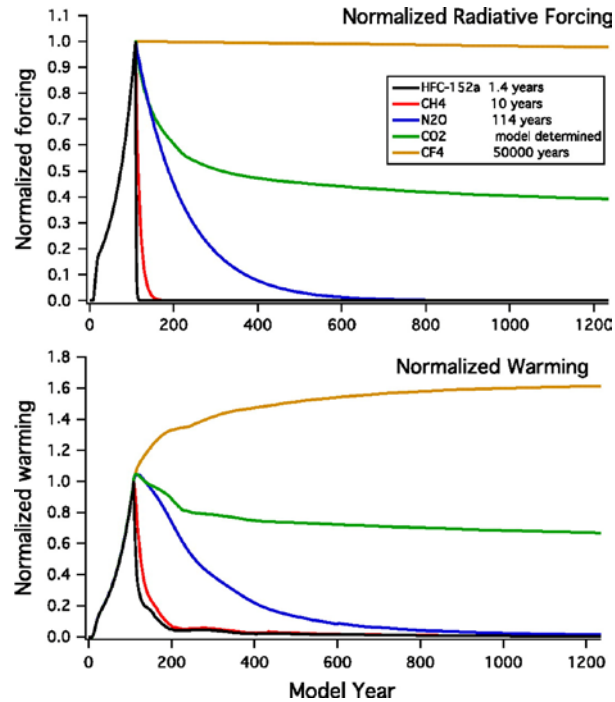 Normalized Radiative Forcing
1.1
1.0
0.9
0.8
0.7
0.6
0.5
0.4
0.3
0.2
0.1
0.0
Normalized forcing
HFC-152a 1.4 years
CH4 10 years
N2O 114 years
CO2 model determined
CF4 50000 years
0 200 400 600 800 1000 1200
Normalized Warming
1.8
1.6
1.4
1.2
1.0
0.8
0.6
0.4
0.2
0.0
Normalized warming
0 200 400 600 800 1000 1200
Model Year